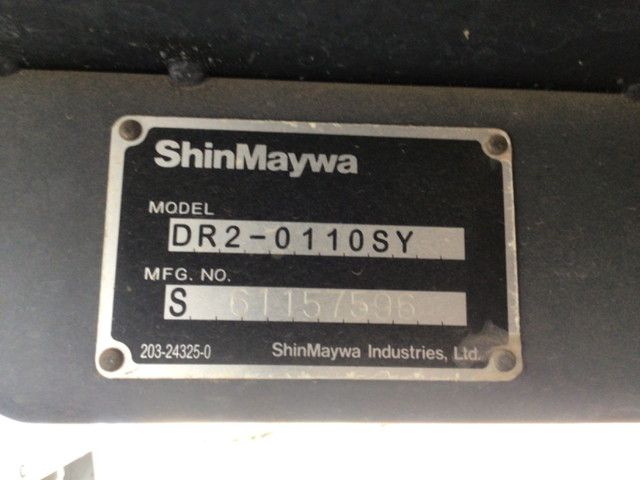 ShinMaywa
MODEL
DR2-0110SY
MFG. NO.
S 61157596
203-24325-0 ShinMaywa Industries, Ltd.